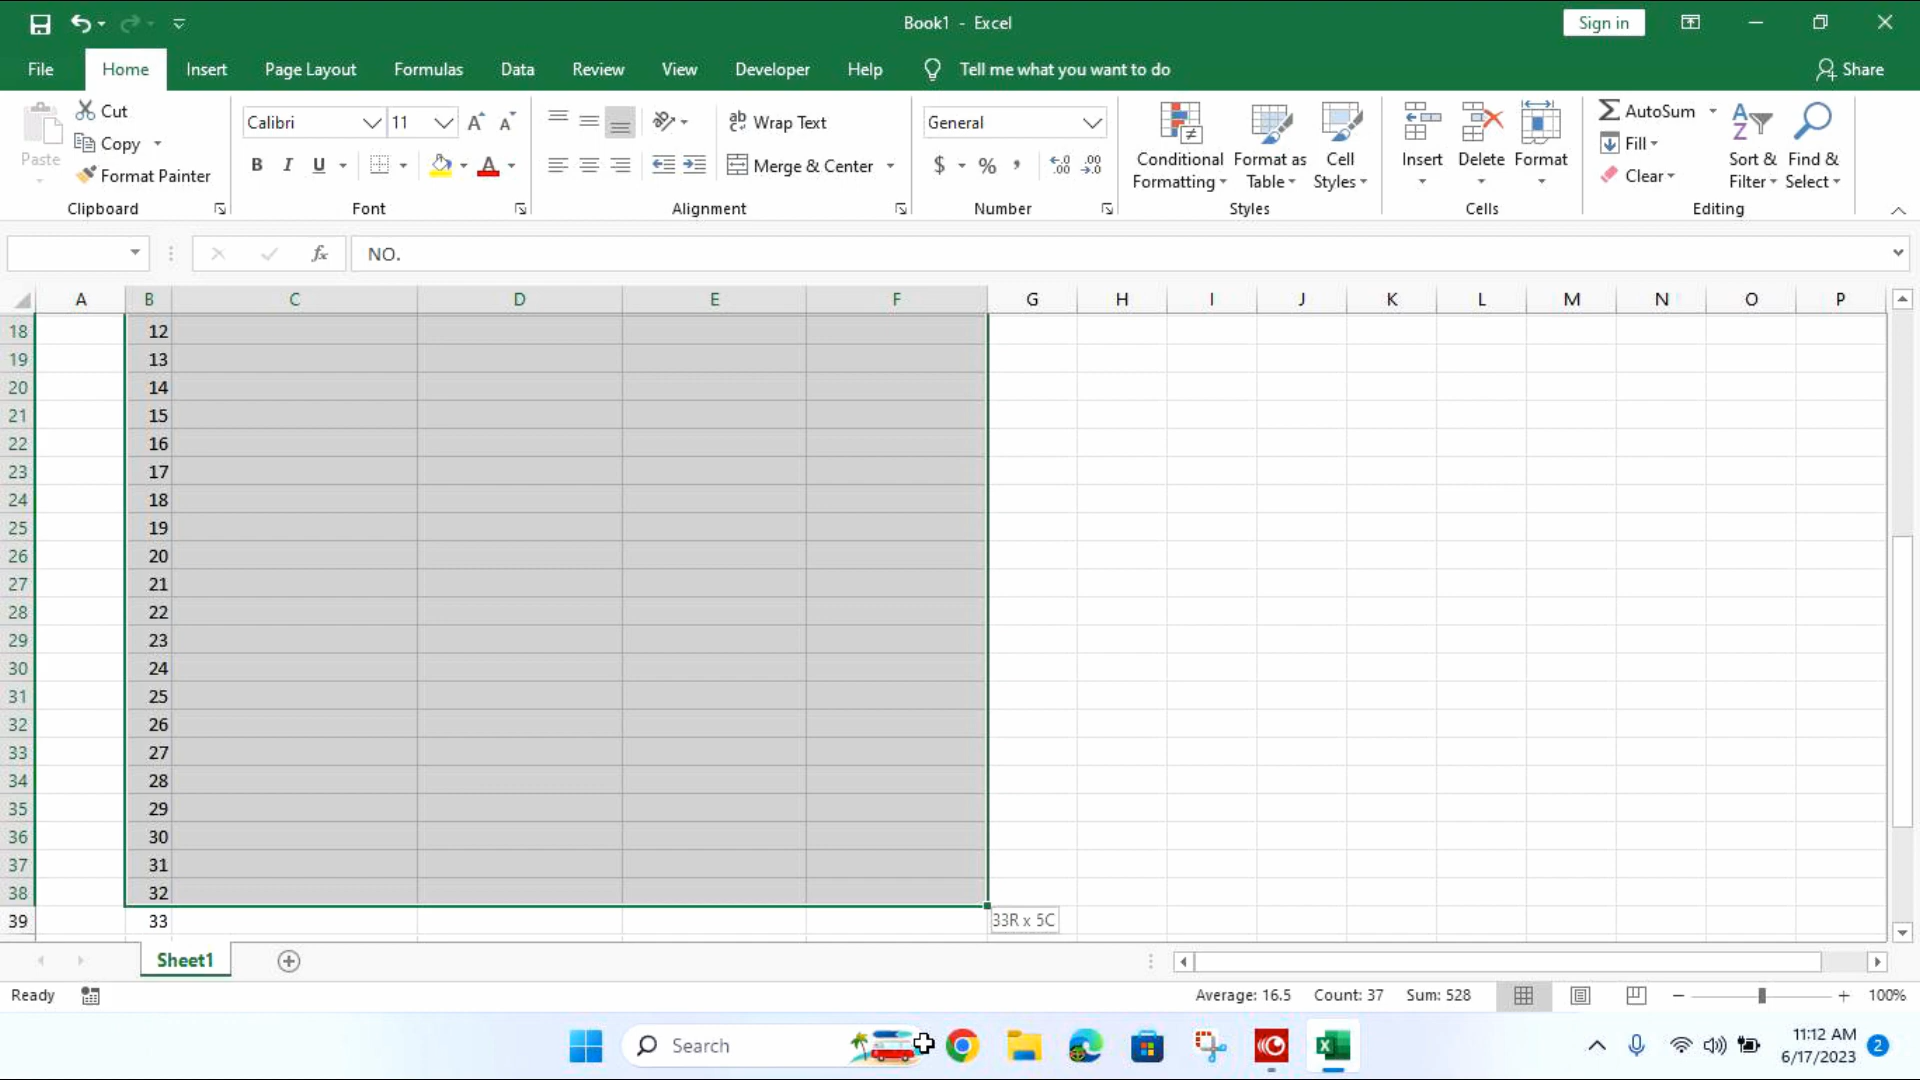 Book1 - Excel
Sign in
File Home Insert Page Layout Formulas Data Review View Developer Help Tell me what you want to do Share
Paste
Cut
Copy
Format Painter
Clipboard
Calibri 11
B I U
Font
Wrap Text
Merge & Center
Alignment
General
$ % ,
Number
Conditional Formatting
Format as Table
Cell Styles
Styles
Insert Delete Format
Cells
AutoSum
Fill
Clear
Sort & Filter
Find & Select
Editing
fx NO.
A B C D E F G H I J K L M N O P
18 12
19 13
20 14
21 15
22 16
23 17
24 18
25 19
26 20
27 21
28 22
29 23
30 24
31 25
32 26
33 27
34 28
35 29
36 30
37 31
38 32
39 33
33R x 5C
Sheet1
Ready Average: 16.5 Count: 37 Sum: 528 100%
Search
11:12 AM
6/17/2023
2